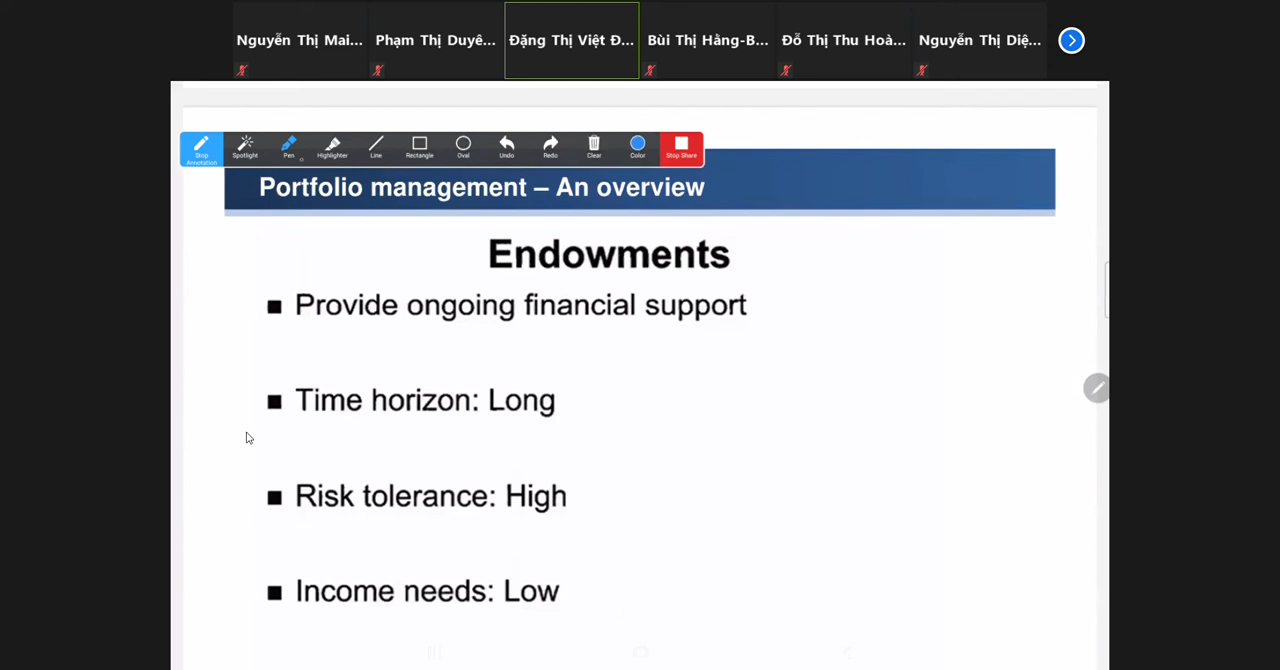 Nguyễn Thị Mai...
Phạm Thị Duyê...
Đặng Thị Việt Đ...
Bùi Thị Hằng-B...
Đỗ Thị Thu Hoà...
Nguyễn Thị Diệ...
Stop Annotation
Spotlight
Pen
Highlighter
Line
Rectangle
Oval
Undo
Redo
Clear
Color
Stop Share
Portfolio management – An overview
Endowments
■ Provide ongoing financial support
■ Time horizon: Long
■ Risk tolerance: High
■ Income needs: Low